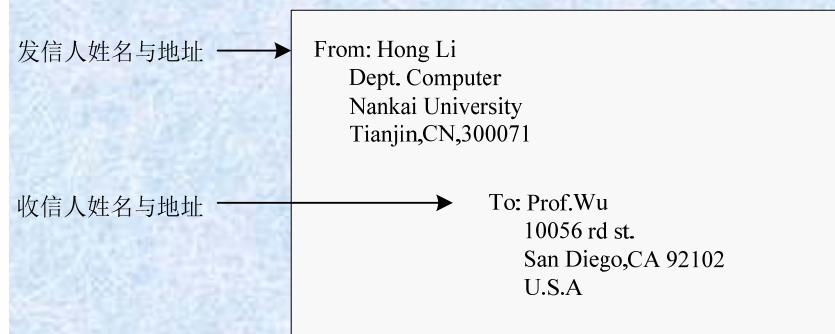 发信人姓名与地址
From: Hong Li
Dept. Computer
Nankai University
Tianjin,CN,300071
收信人姓名与地址
To: Prof.Wu
10056 rd st.
San Diego,CA 92102
U.S.A